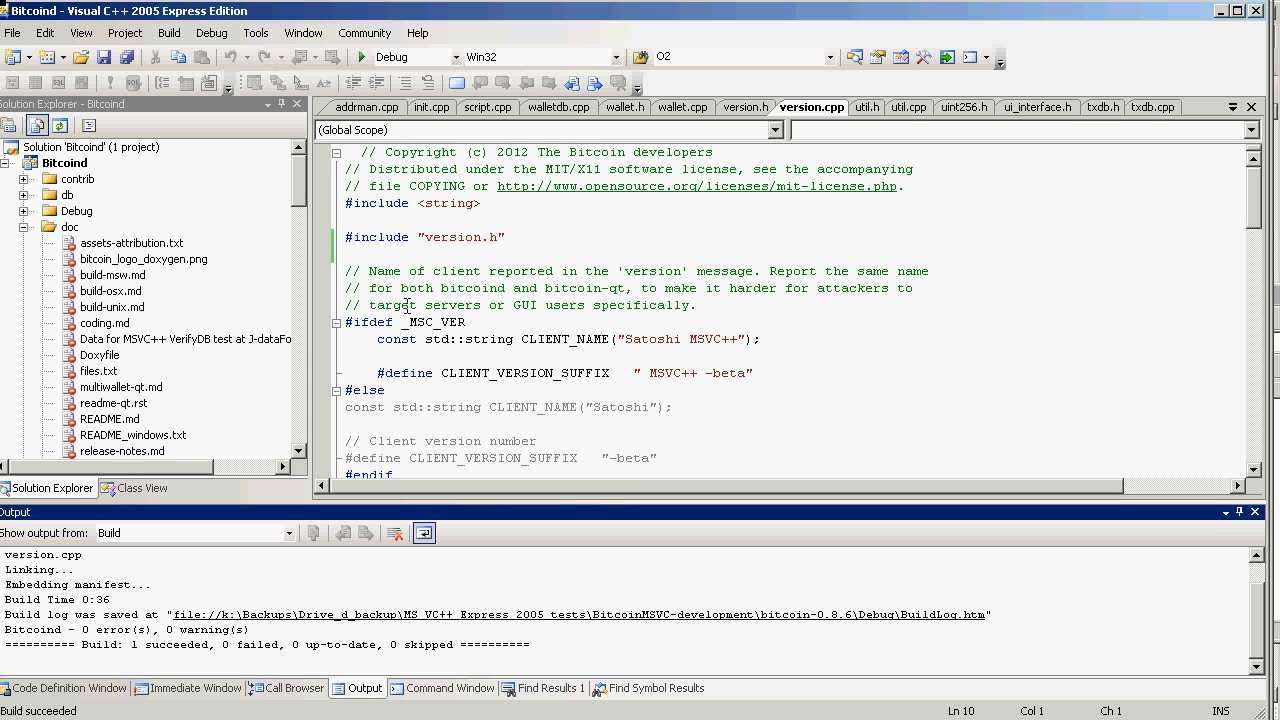 Bitcoind - Visual C++ 2005 Express Edition
File Edit View Project Build Debug Tools Window Community Help
Debug Win32 O2
Solution Explorer - Bitcoind
addrman.cpp init.cpp script.cpp walletdb.cpp wallet.h wallet.cpp version.h version.cpp util.h util.cpp uint256.h ui_interface.h txdb.h txdb.cpp
(Global Scope)
Solution 'Bitcoind' (1 project)
Bitcoind
contrib
db
Debug
doc
assets-attribution.txt
bitcoin_logo_doxygen.png
build-msw.md
build-osx.md
build-unix.md
coding.md
Data for MSVC++ VerifyDB test at J-dataFo
Doxyfile
files.txt
multiwallet-qt.md
readme-qt.rst
README.md
README_windows.txt
release-notes.md
Solution Explorer Class View
// Copyright (c) 2012 The Bitcoin developers
// Distributed under the MIT/X11 software license, see the accompanying
// file COPYING or http://www.opensource.org/licenses/mit-license.php.
#include <string>
#include "version.h"
// Name of client reported in the 'version' message. Report the same name
// for both bitcoind and bitcoin-qt, to make it harder for attackers to
// target servers or GUI users specifically.
#ifdef _MSC_VER
const std::string CLIENT_NAME("Satoshi MSVC++");
#define CLIENT_VERSION_SUFFIX " MSVC++ -beta"
#else
const std::string CLIENT_NAME("Satoshi");
// Client version number
#define CLIENT_VERSION_SUFFIX "-beta"
#endif
Output
Show output from: Build
version.cpp
Linking...
Embedding manifest...
Build Time 0:36
Build log was saved at "file://k:\Backups\Drive_d_backup\MS VC++ Express 2005 tests\BitcoinMSVC-development\bitcoin-0.8.6\Debug\BuildLog.htm"
Bitcoind - 0 error(s), 0 warning(s)
========== Build: 1 succeeded, 0 failed, 0 up-to-date, 0 skipped ==========
Code Definition Window Immediate Window Call Browser Output Command Window Find Results 1 Find Symbol Results
Build succeeded Ln 10 Col 1 Ch 1 INS